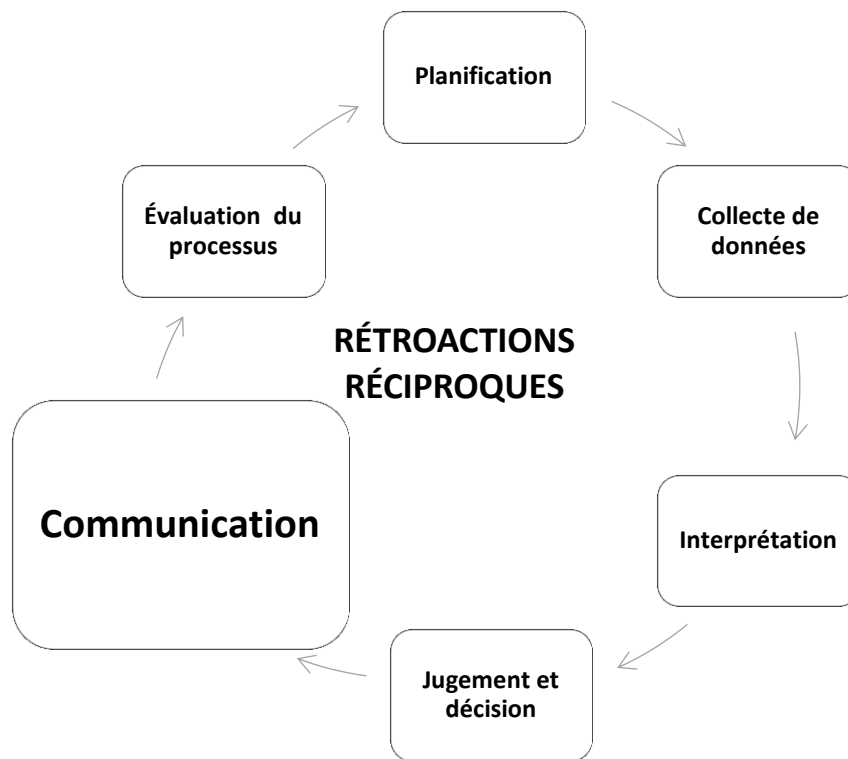 Planification
Collecte de
données
Interprétation
Jugement et
décision
Communication
Évaluation du
processus
RÉTROACTIONS
RÉCIPROQUES